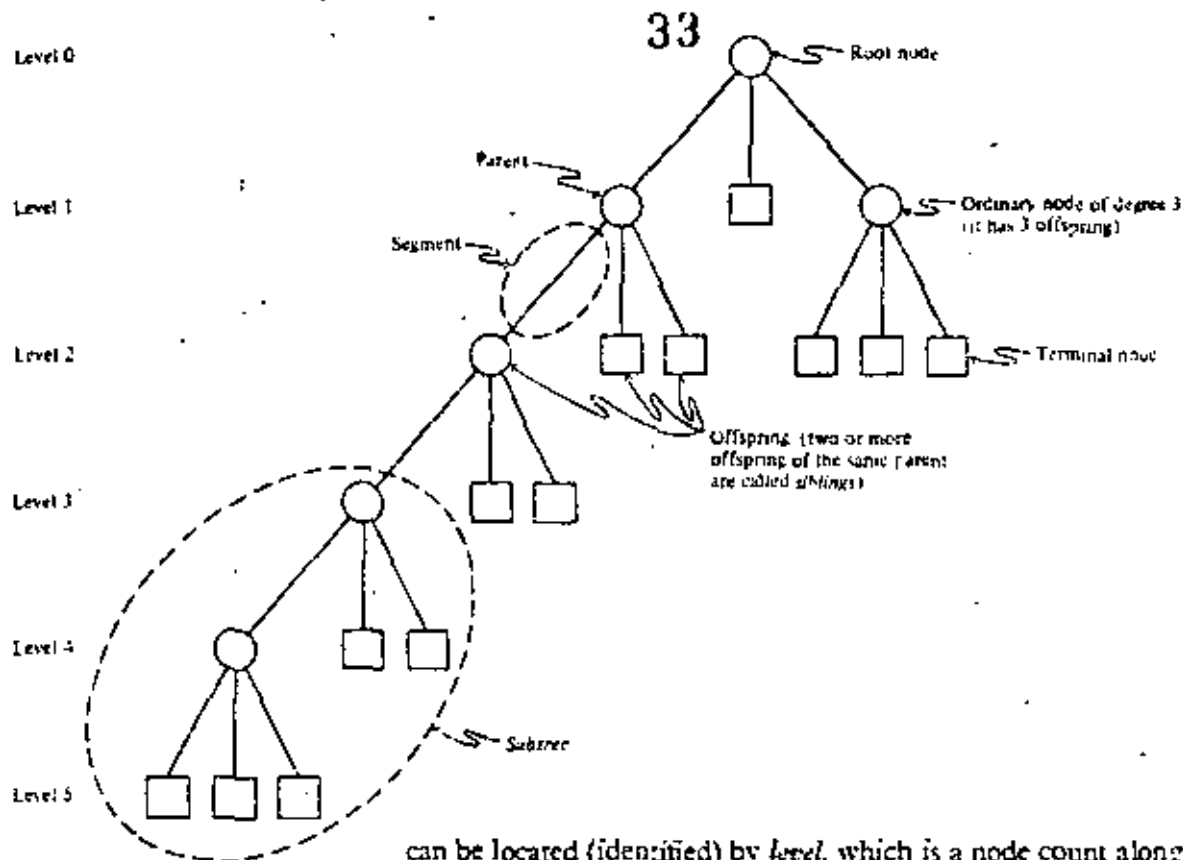 33
Level 0
Root node
Parent
Level 1
Ordinary node of degree 3
(it has 3 offspring)
Segment
Level 2
Terminal node
Offspring (two or more
offspring of the same parent
are called siblings)
Level 3
Level 4
Subtree
Level 5
can be located (identified) by level, which is a node count along